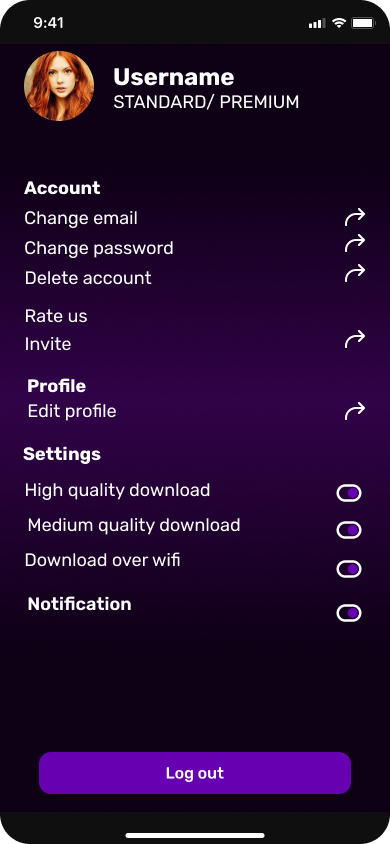 9:41
Username
STANDARD/ PREMIUM
Account
Change email
Change password
Delete account
Rate us
Invite
Profile
Edit profile
Settings
High quality download
Medium quality download
Download over wifi
Notification
Log out